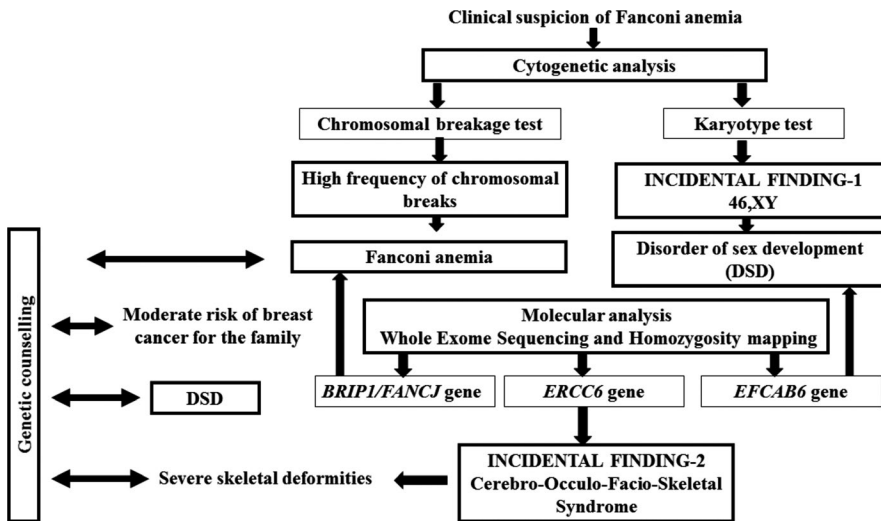 Clinical suspicion of Fanconi anemia
Cytogenetic analysis
Chromosomal breakage test
Karyotype test
High frequency of chromosomal
breaks
INCIDENTAL FINDING-1
46,XY
Fanconi anemia
Disorder of sex development
(DSD)
Genetic counselling
Moderate risk of breast
cancer for the family
Molecular analysis
Whole Exome Sequencing and Homozygosity mapping
DSD
BRIP1/FANCJ gene
ERCC6 gene
EFCAB6 gene
Severe skeletal deformities
INCIDENTAL FINDING-2
Cerebro-Occulo-Facio-Skeletal
Syndrome